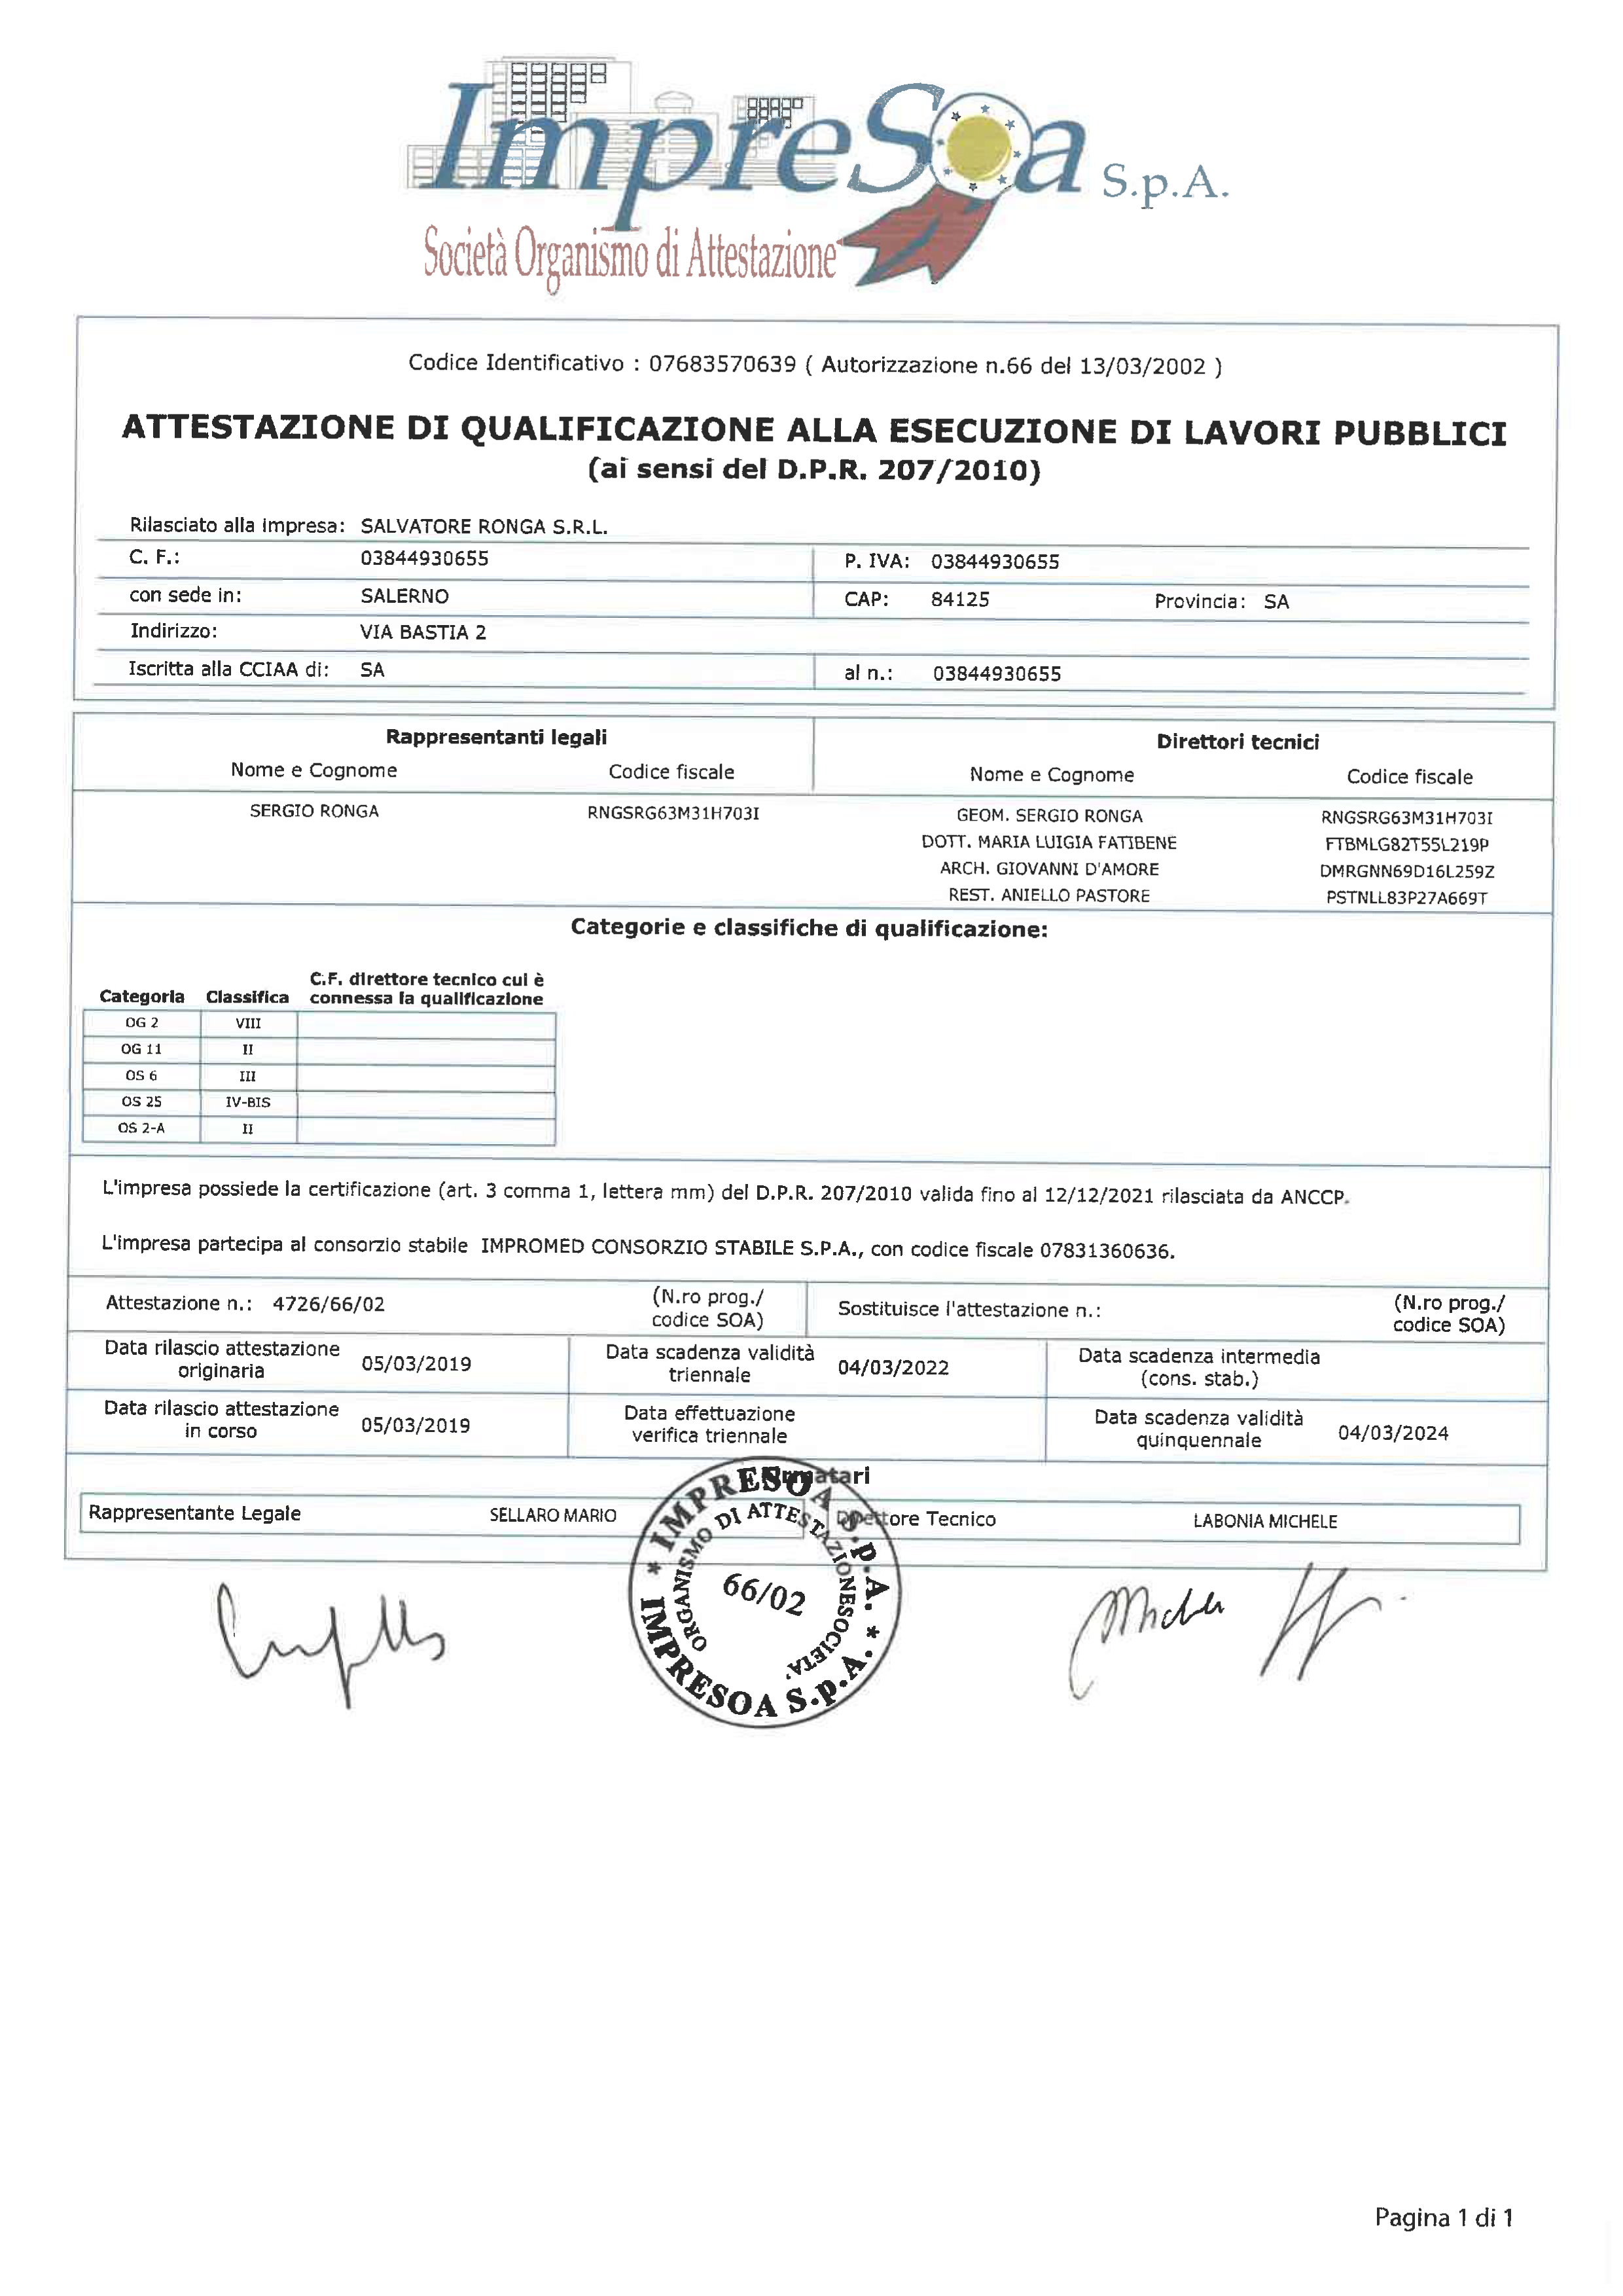 ImpreSoa S.p.A.
Società Organismo di Attestazione
Codice Identificativo : 07683570639 ( Autorizzazione n.66 del 13/03/2002 )
ATTESTAZIONE DI QUALIFICAZIONE ALLA ESECUZIONE DI LAVORI PUBBLICI
(ai sensi del D.P.R. 207/2010)
Rilasciato alla impresa: SALVATORE RONGA S.R.L.
C. F.: 03844930655 P. IVA: 03844930655
con sede in: SALERNO CAP: 84125 Provincia: SA
Indirizzo: VIA BASTIA 2
Iscritta alla CCIAA di: SA al n.: 03844930655
Rappresentanti legali Direttori tecnici
Nome e Cognome Codice fiscale Nome e Cognome Codice fiscale
SERGIO RONGA RNGSRG63M31H703I GEOM. SERGIO RONGA RNGSRG63M31H703I
DOTT. MARIA LUIGIA FATIBENE FTBMLG82T55L219P
ARCH. GIOVANNI D'AMORE DMRGNN69D16L259Z
REST. ANIELLO PASTORE PSTNLL83P27A669T
Categorie e classifiche di qualificazione:
C.F. direttore tecnico cui è
Categoria Classifica connessa la qualificazione
OG 2 VIII
OG 11 II
OS 6 III
OS 25 IV-BIS
OS 2-A II
L'impresa possiede la certificazione (art. 3 comma 1, lettera mm) del D.P.R. 207/2010 valida fino al 12/12/2021 rilasciata da ANCCP.
L'impresa partecipa al consorzio stabile IMPROMED CONSORZIO STABILE S.P.A., con codice fiscale 07831360636.
Attestazione n.: 4726/66/02 (N.ro prog./ codice SOA) Sostituisce l'attestazione n.: (N.ro prog./ codice SOA)
Data rilascio attestazione originaria 05/03/2019 Data scadenza validità triennale 04/03/2022 Data scadenza intermedia (cons. stab.)
Data rilascio attestazione in corso 05/03/2019 Data effettuazione verifica triennale Data scadenza validità quinquennale 04/03/2024
Firmatari
Rappresentante Legale SELLARO MARIO Direttore Tecnico LABONIA MICHELE
* IMPRESOA S.p.A. * IMPRESOA S.p.A.
ORGANISMO DI ATTESTAZIONE SOCIETA'
66/02
Pagina 1 di 1